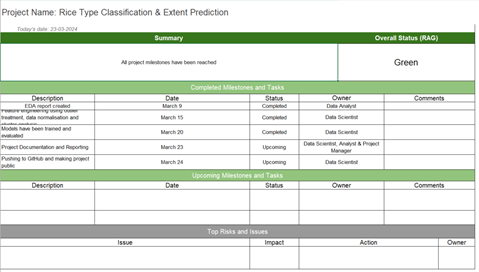 Project Name: Rice Type Classification & Extent Prediction
Today's date: 23-03-2024
Summary Overall Status (RAG)
All project milestones have been reached Green
Completed Milestones and Tasks
Description Date Status Owner Comments
EDA report created March 9 Completed Data Analyst
Feature engineering using outlier
treatment, data normalisation and March 15 Completed Data Scientist
Models have been trained and
evaluated March 20 Completed Data Scientist
Project Documentation and Reporting March 23 Upcoming Data Scientist, Analyst & Project
Manager
Pushing to GitHub and making project
public March 24 Upcoming Data Scientist
Upcoming Milestones and Tasks
Description Date Status Owner Comments
Top Risks and Issues
Issue Impact Action Owner